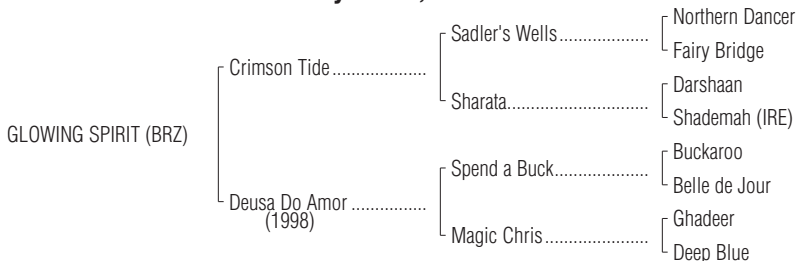 Northern Dancer
Sadler's Wells....................
Fairy Bridge
Crimson Tide.....................
Darshaan
Sharata................................
Shademah (IRE)
GLOWING SPIRIT (BRZ)
Buckaroo
Spend a Buck.....................
Belle de Jour
Deusa Do Amor ................
(1998)
Ghadeer
Magic Chris.......................
Deep Blue